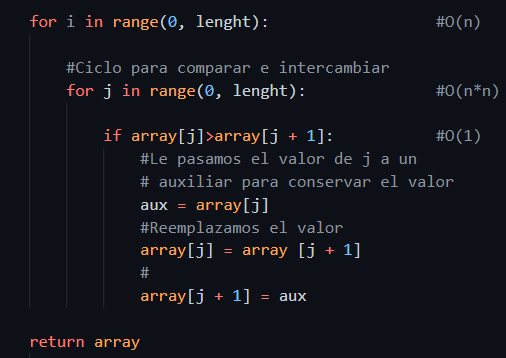 for i in range(0, lenght): #O(n)
#Ciclo para comparar e intercambiar
for j in range(0, lenght): #O(n*n)
if array[j]>array[j + 1]: #O(1)
#Le pasamos el valor de j a un
# auxiliar para conservar el valor
aux = array[j]
#Reemplazamos el valor
array[j] = array [j + 1]
#
array[j + 1] = aux
return array